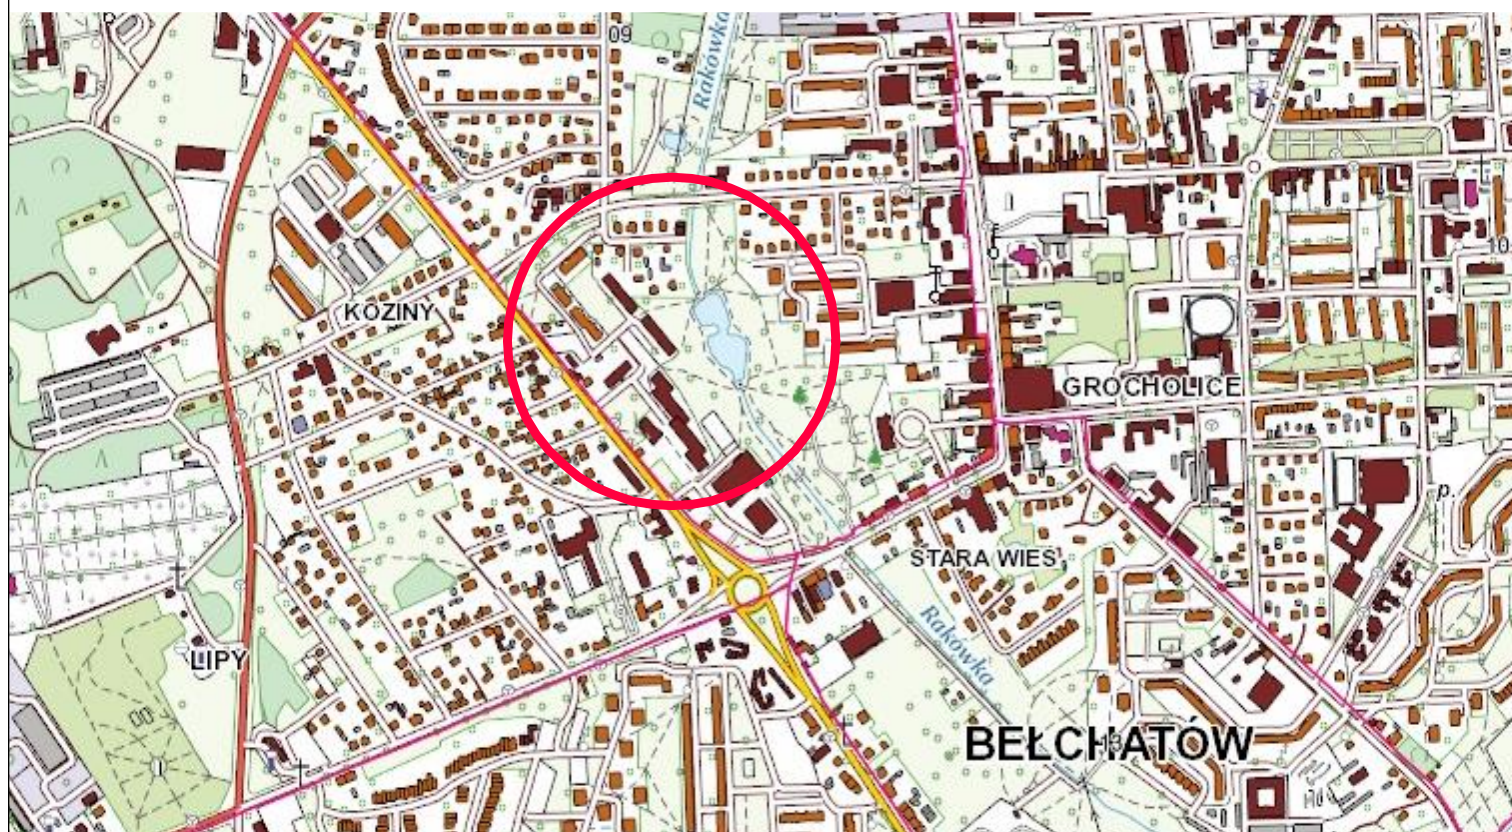 Rakówka
09
KOZINY
GROCHOLICE
p.
STARA WIEŚ
Rakówka
LIPY
BEŁCHATÓW